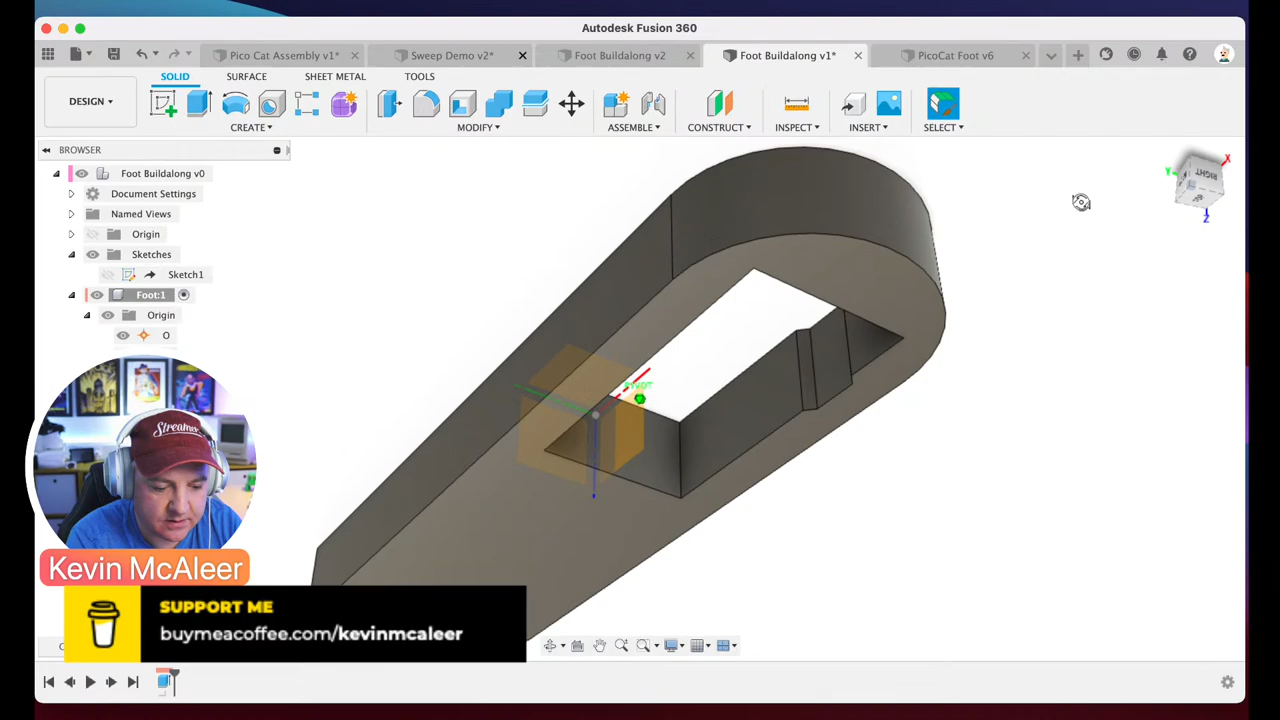 Autodesk Fusion 360
Pico Cat Assembly v1*
Sweep Demo v2*
Foot Buildalong v2
Foot Buildalong v1*
PicoCat Foot v6
SOLID
SURFACE
SHEET METAL
TOOLS
DESIGN
CREATE
MODIFY
ASSEMBLE
CONSTRUCT
INSPECT
INSERT
SELECT
BROWSER
Foot Buildalong v0
Document Settings
Named Views
Origin
Sketches
Sketch1
Foot:1
Origin
O
PIVOT
X
Y
Z
RIGHT
Streamer
Kevin McAleer
SUPPORT ME
buymeacoffee.com/kevinmcaleer